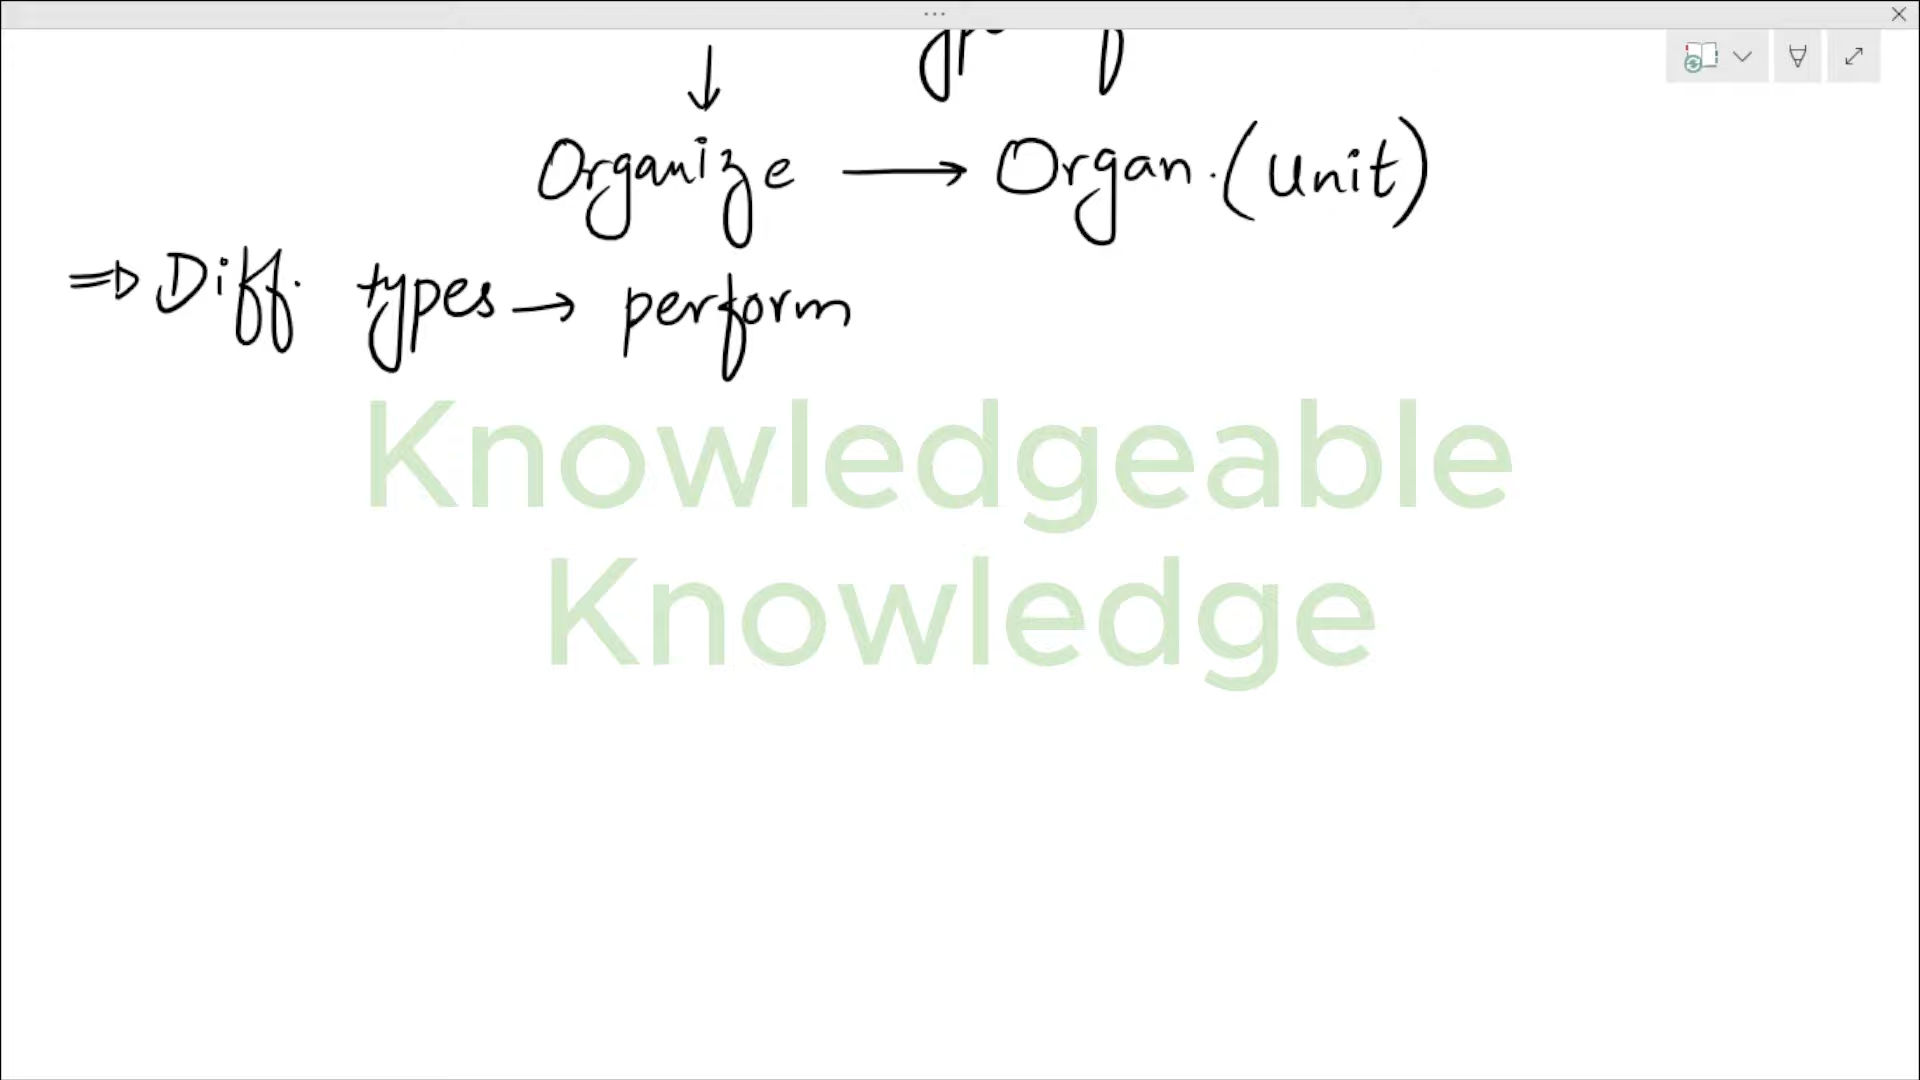 Organize → Organ. (Unit)
⇒ Diff. types → perform
Knowledgeable
Knowledge